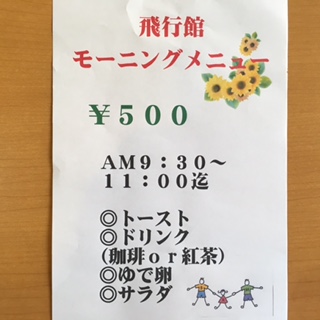 飛行館
モーニングメニュー
￥５００
ＡＭ９：３０～
１１：００迄
◎トースト
◎ドリンク
(珈琲ｏｒ紅茶)
◎ゆで卵
◎サラダ